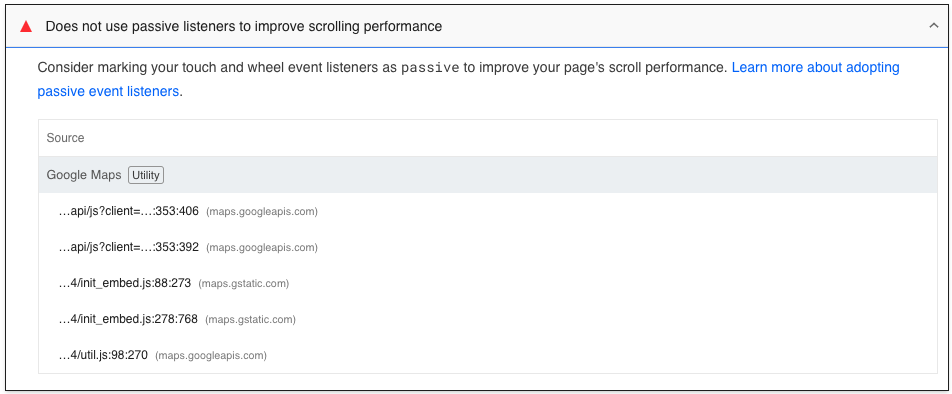 Does not use passive listeners to improve scrolling performance
Consider marking your touch and wheel event listeners as passive to improve your page's scroll performance. Learn more about adopting
passive event listeners.
Source
Google Maps Utility
…api/js?client=…:353:406 (maps.googleapis.com)
…api/js?client=…:353:392 (maps.googleapis.com)
…4/init_embed.js:88:273 (maps.gstatic.com)
…4/init_embed.js:278:768 (maps.gstatic.com)
…4/util.js:98:270 (maps.googleapis.com)